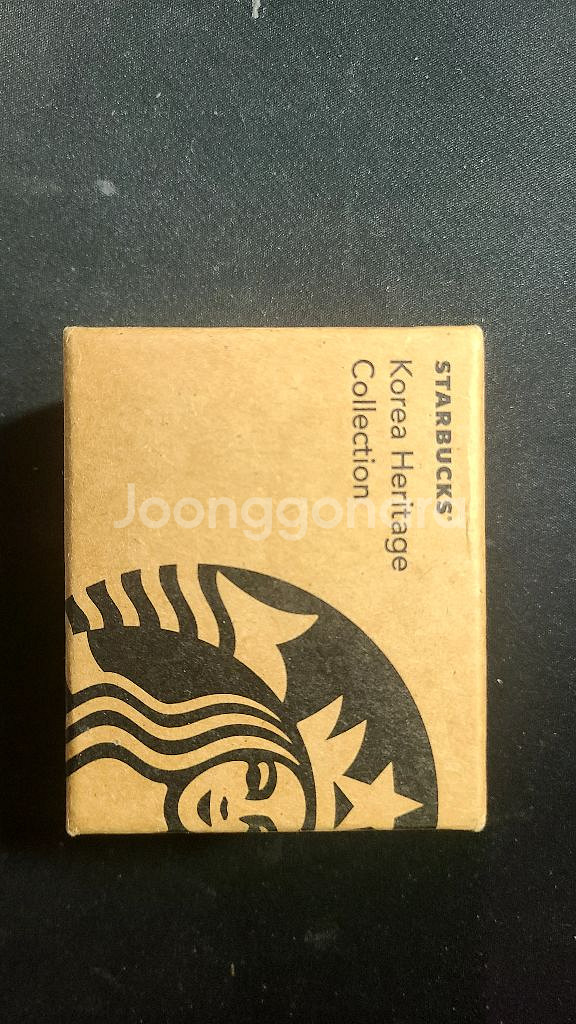 STARBUCKS®
Korea Heritage
Collection
Joonggonara